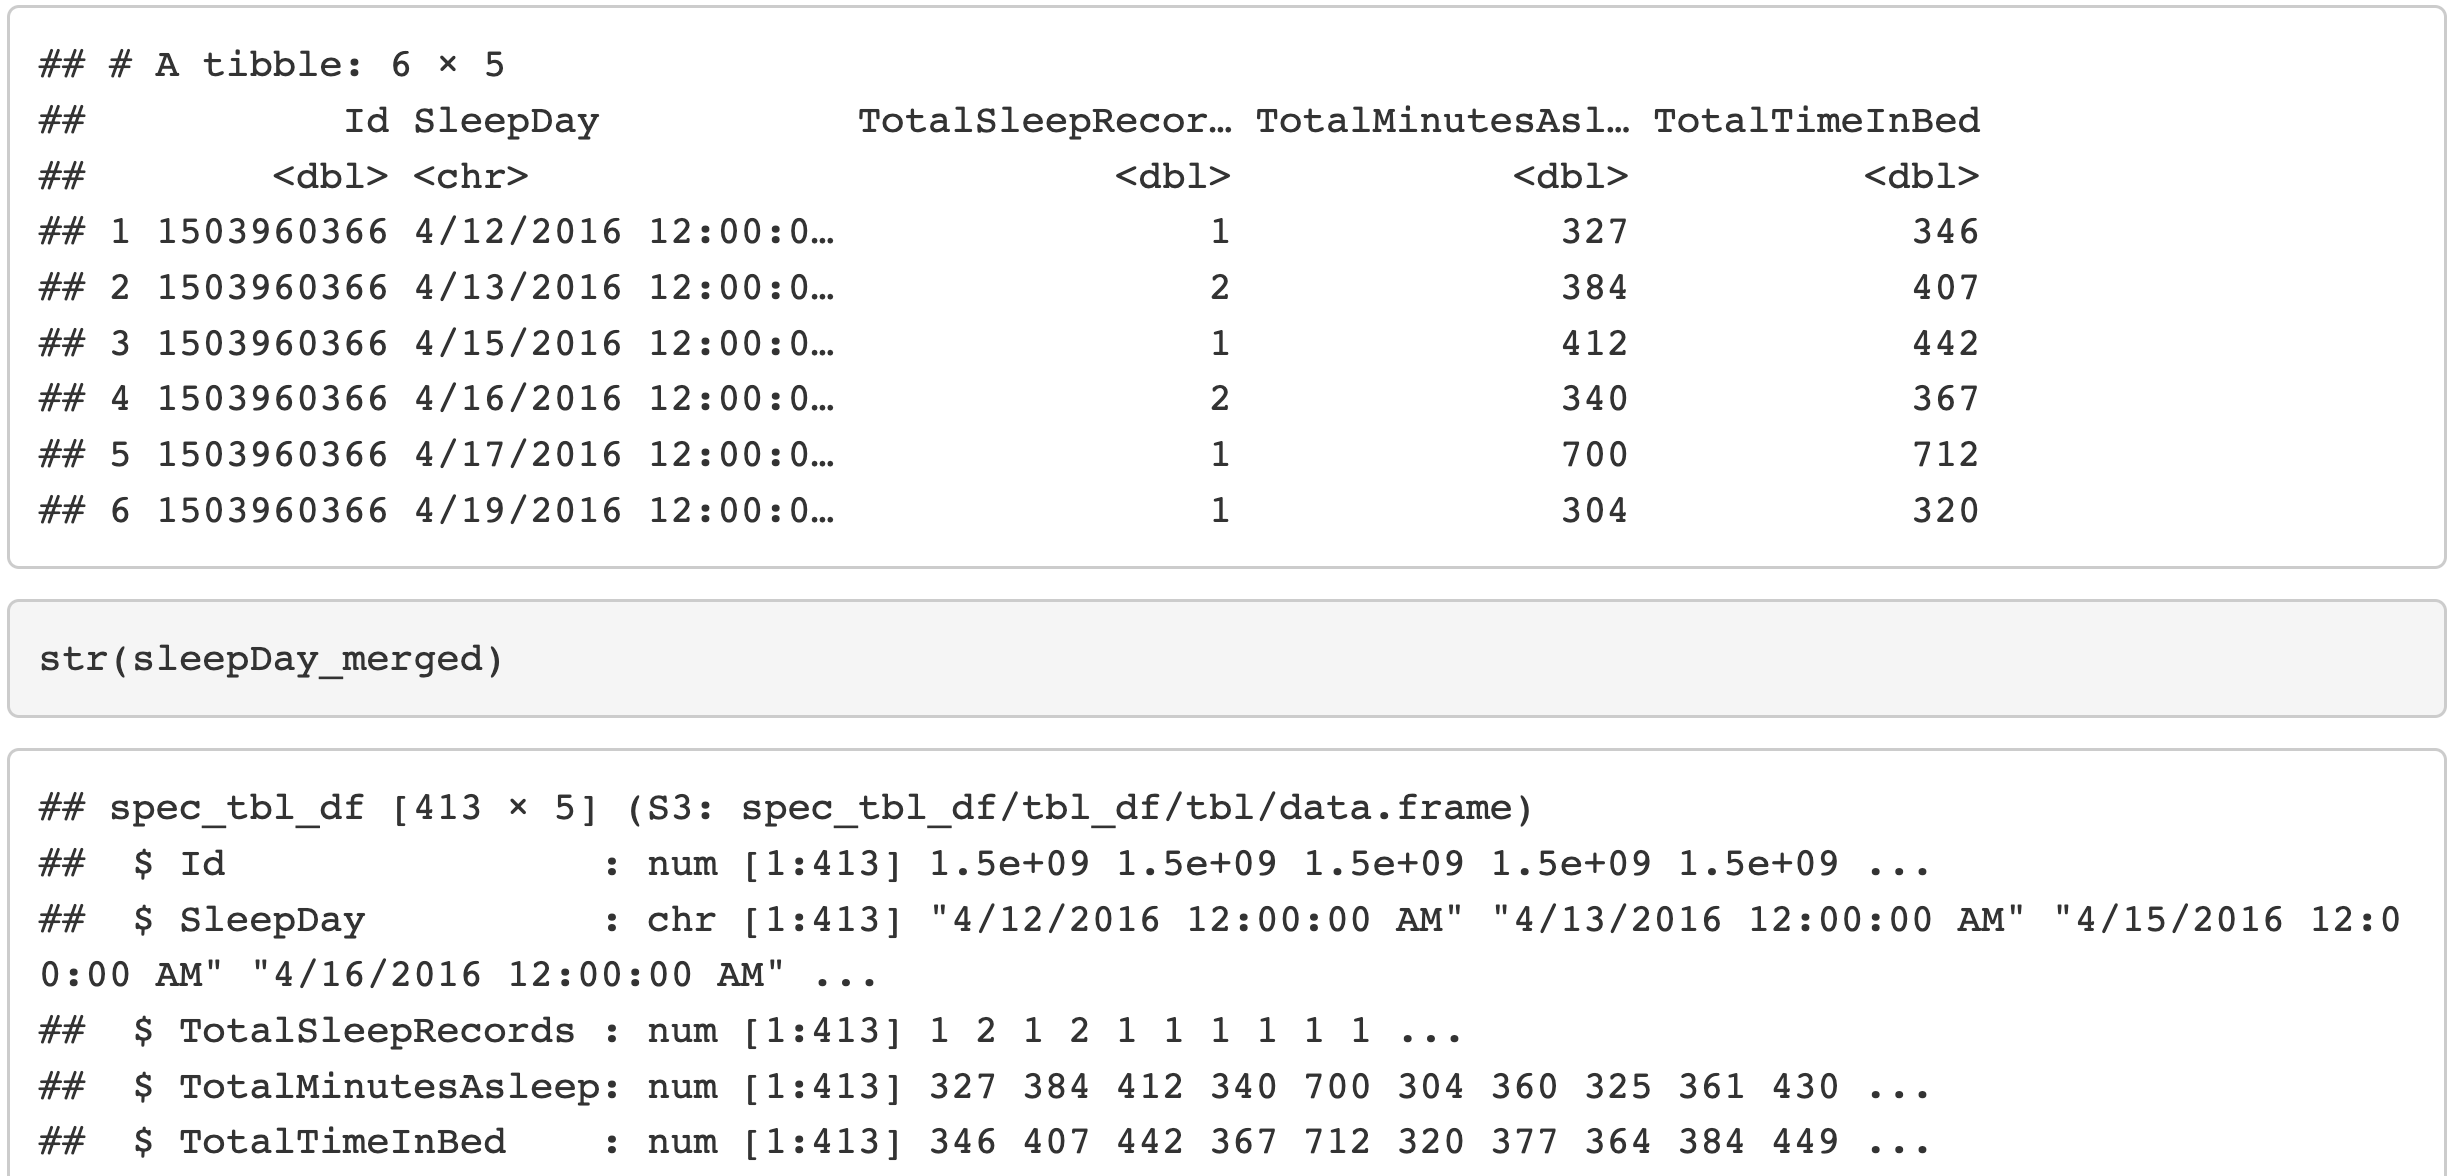 ## # A tibble: 6 × 5
##           Id SleepDay           TotalSleepRecor… TotalMinutesAsl… TotalTimeInBed
##        <dbl> <chr>                         <dbl>            <dbl>          <dbl>
## 1 1503960366 4/12/2016 12:00:0…                1              327            346
## 2 1503960366 4/13/2016 12:00:0…                2              384            407
## 3 1503960366 4/15/2016 12:00:0…                1              412            442
## 4 1503960366 4/16/2016 12:00:0…                2              340            367
## 5 1503960366 4/17/2016 12:00:0…                1              700            712
## 6 1503960366 4/19/2016 12:00:0…                1              304            320
str(sleepDay_merged)
## spec_tbl_df [413 × 5] (S3: spec_tbl_df/tbl_df/tbl/data.frame)
##  $ Id                : num [1:413] 1.5e+09 1.5e+09 1.5e+09 1.5e+09 1.5e+09 ...
##  $ SleepDay          : chr [1:413] "4/12/2016 12:00:00 AM" "4/13/2016 12:00:00 AM" "4/15/2016 12:0
0:00 AM" "4/16/2016 12:00:00 AM" ...
##  $ TotalSleepRecords : num [1:413] 1 2 1 2 1 1 1 1 1 1 ...
##  $ TotalMinutesAsleep: num [1:413] 327 384 412 340 700 304 360 325 361 430 ...
##  $ TotalTimeInBed    : num [1:413] 346 407 442 367 712 320 377 364 384 449 ...